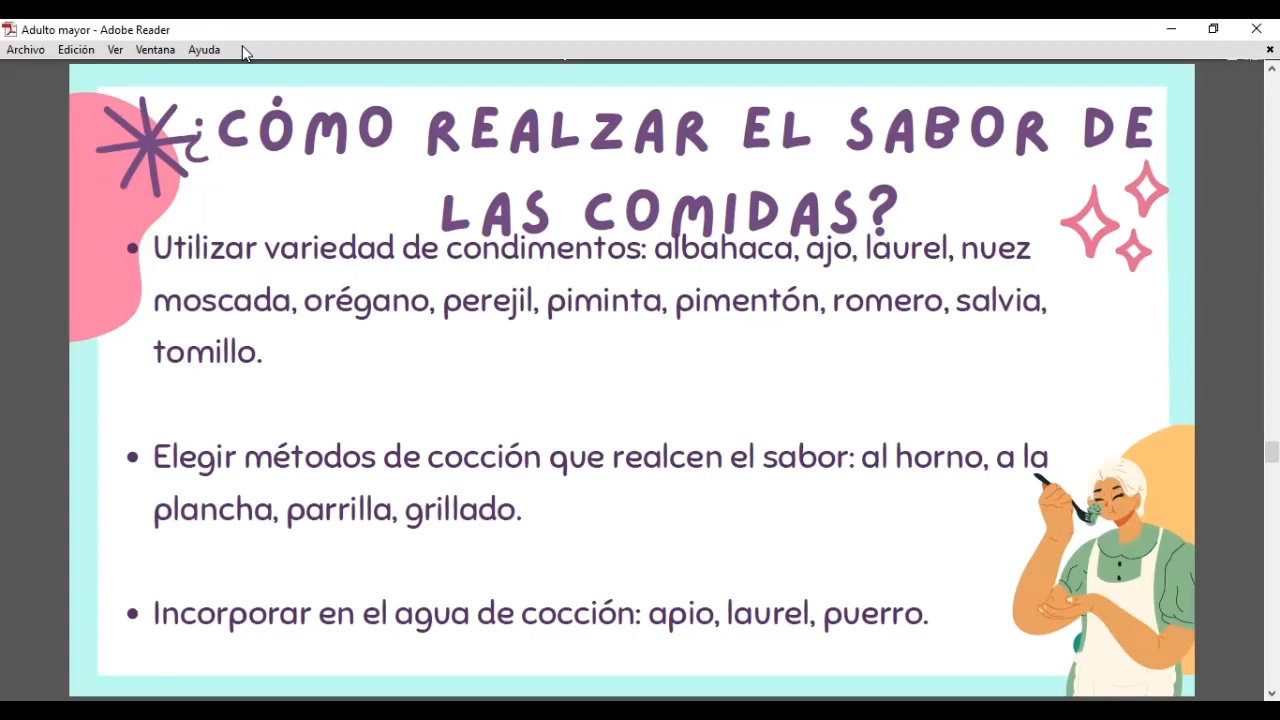 Adulto mayor - Adobe Reader
Archivo Edición Ver Ventana Ayuda
¿CÓMO REALZAR EL SABOR DE
LAS COMIDAS?
• Utilizar variedad de condimentos: albahaca, ajo, laurel, nuez
moscada, orégano, perejil, piminta, pimentón, romero, salvia,
tomillo.
• Elegir métodos de cocción que realcen el sabor: al horno, a la
plancha, parrilla, grillado.
• Incorporar en el agua de cocción: apio, laurel, puerro.